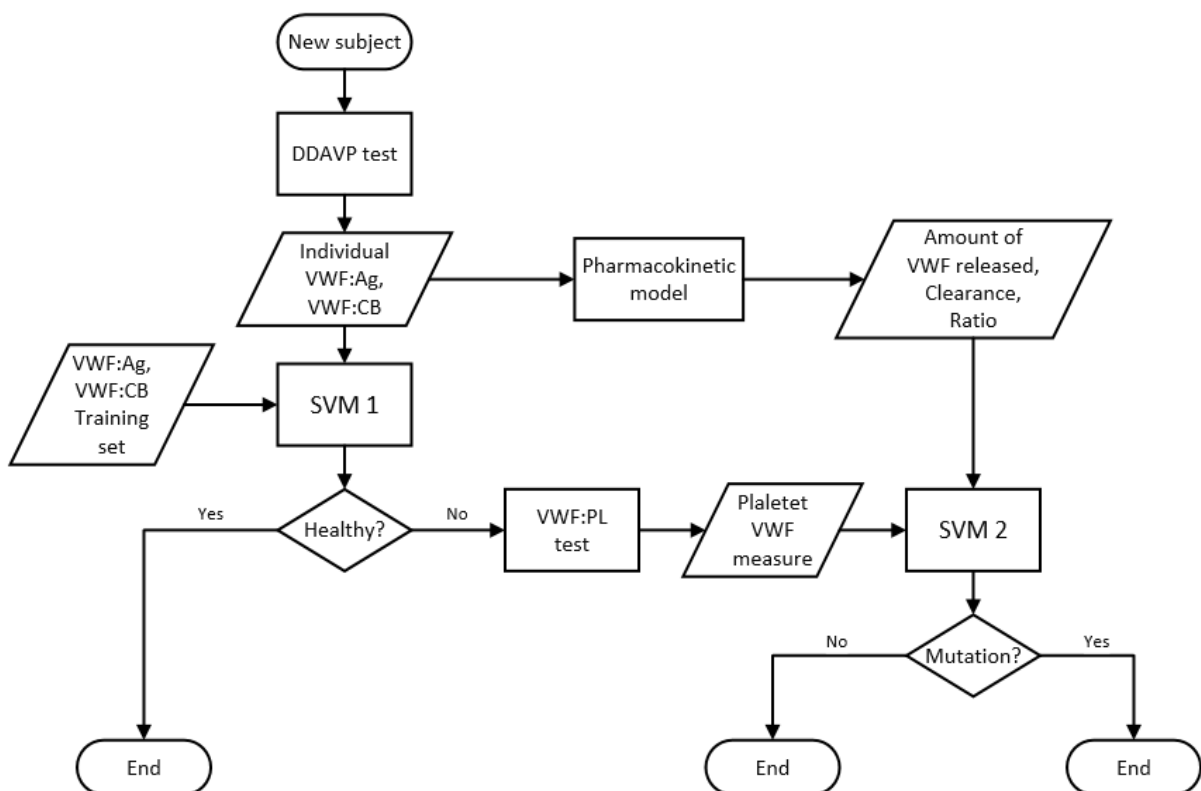 New subject
DDAVP test
Individual
VWF:Ag,
VWF:CB
Pharmacokinetic
model
Amount of
VWF released,
Clearance,
Ratio
VWF:Ag,
VWF:CB
Training
set
SVM 1
Yes
Healthy?
No
VWF:PL
test
Plaletet
VWF
measure
SVM 2
No
Mutation?
Yes
End
End
End